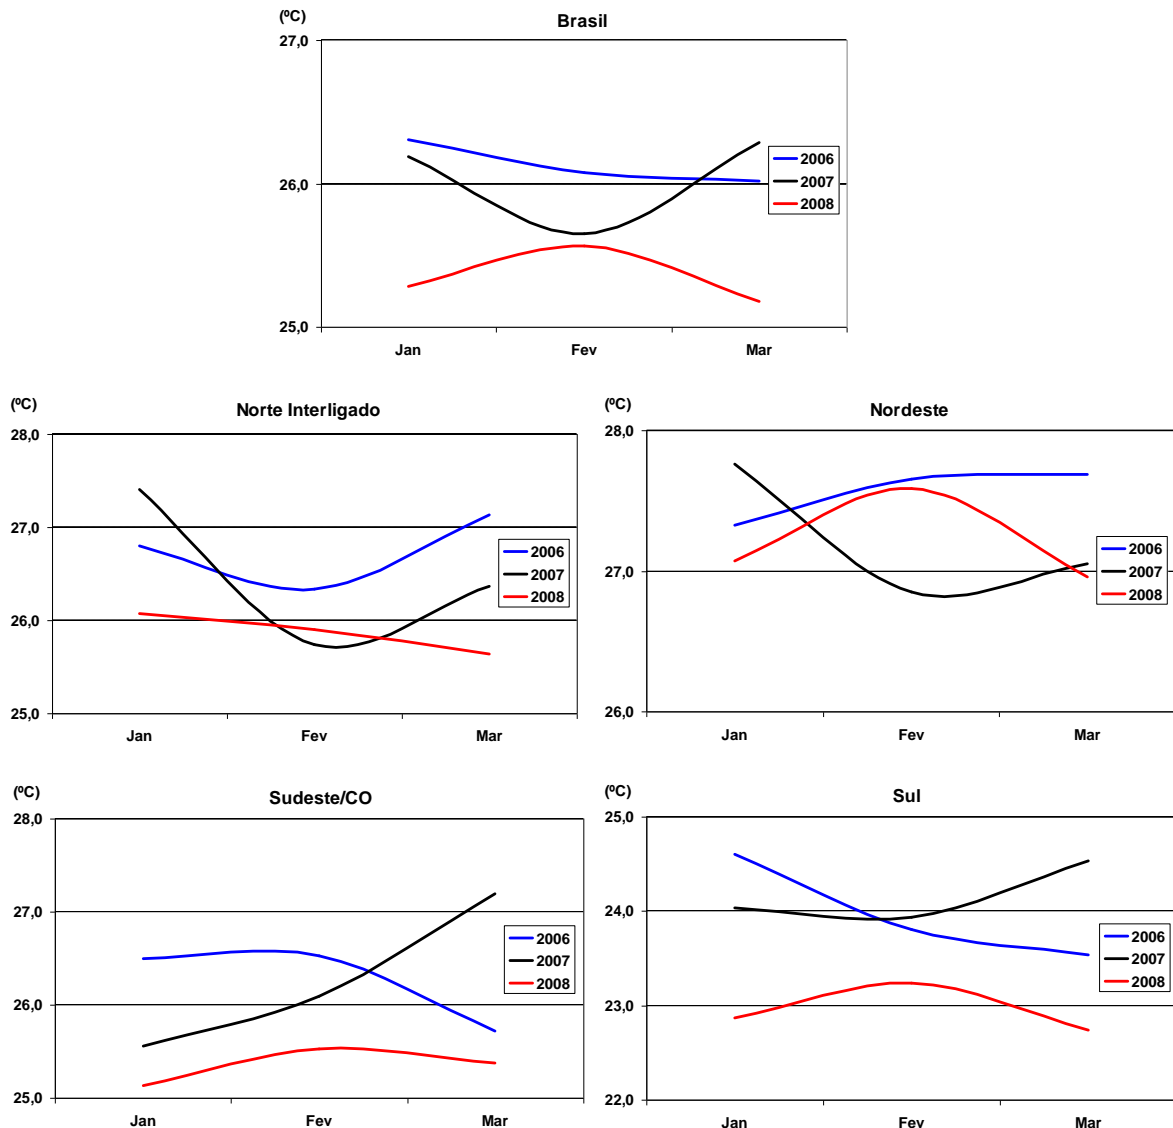 (ºC)
Brasil
27,0
26,0
25,0
2006
2007
2008
Jan Fev Mar
(ºC)
Norte Interligado
28,0
27,0
26,0
25,0
2006
2007
2008
Jan Fev Mar
(ºC)
Nordeste
28,0
27,0
26,0
2006
2007
2008
Jan Fev Mar
(ºC)
Sudeste/CO
28,0
27,0
26,0
25,0
2006
2007
2008
Jan Fev Mar
(ºC)
Sul
25,0
24,0
23,0
22,0
2006
2007
2008
Jan Fev Mar